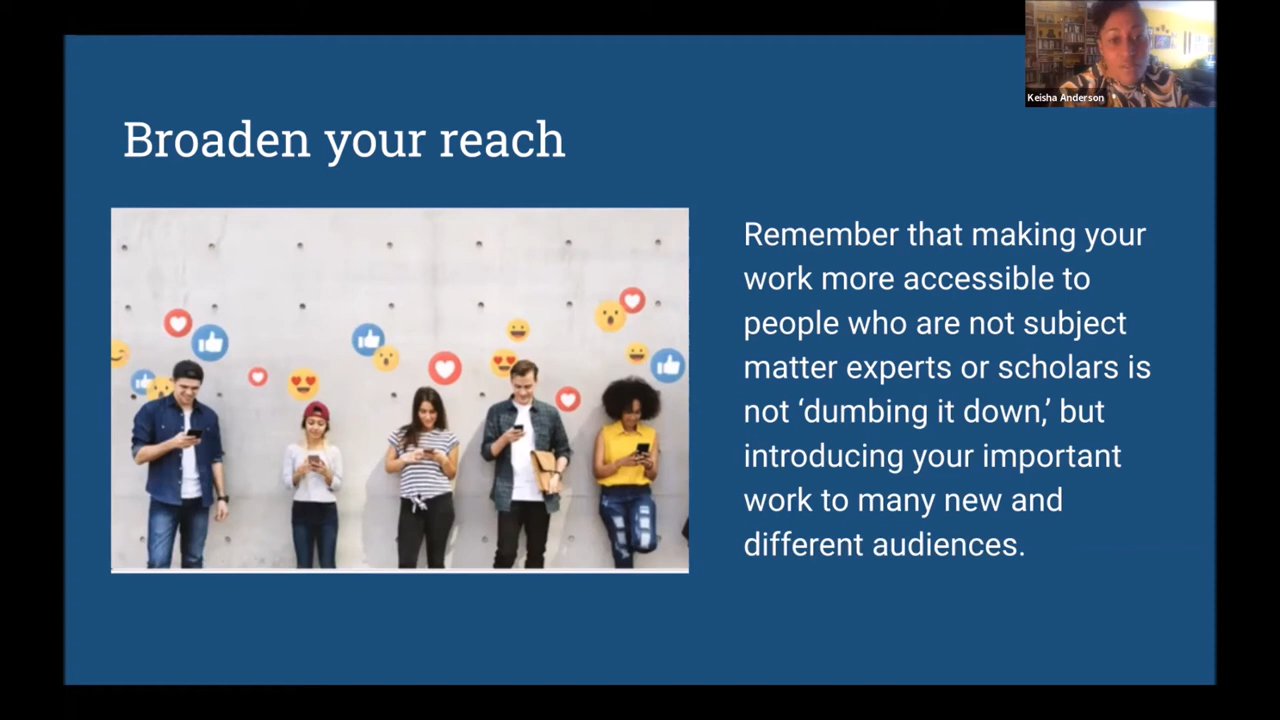 Keisha Anderson
Broaden your reach
Remember that making your
work more accessible to
people who are not subject
matter experts or scholars is
not ‘dumbing it down,’ but
introducing your important
work to many new and
different audiences.